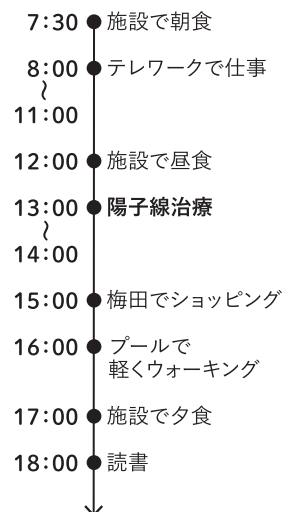 7:30 施設で朝食
8:00 テレワークで仕事
〜
11:00
12:00 施設で昼食
13:00 陽子線治療
〜
14:00
15:00 梅田でショッピング
16:00 プールで
軽くウォーキング
17:00 施設で夕食
18:00 読書